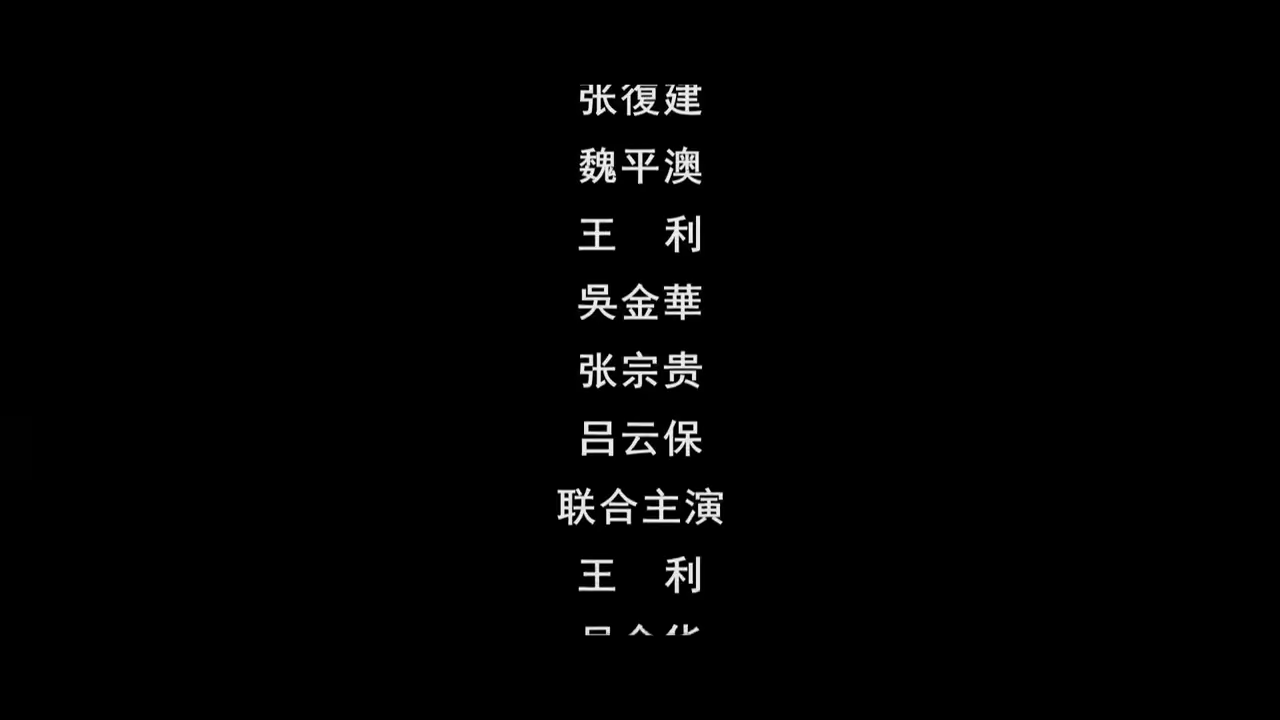 张復建
魏平澳
王 利
吳金華
张宗贵
吕云保
联合主演
王 利